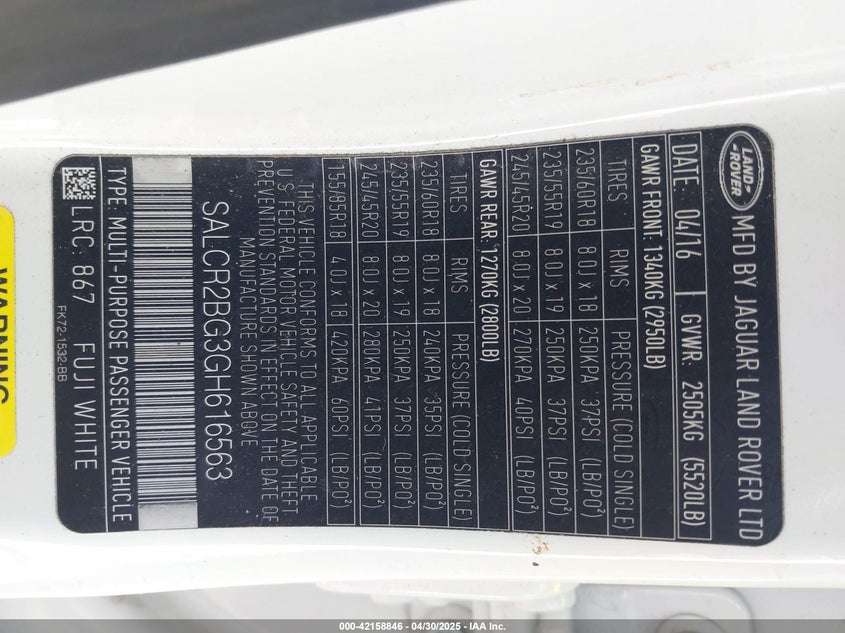 LAND-
-ROVER
MFD BY JAGUAR LAND ROVER LTD
DATE: 04/16 | GVWR: 2505KG (5520LB)
GAWR FRONT: 1340KG (2950LB)
TIRES RIMS PRESSURE (COLD SINGLE)
235/60R18 8.0J x 18 250KPA 37PSI (LB/PO²)
235/55R19 8.0J x 19 250KPA 37PSI (LB/PO²)
245/45R20 8.0J x 20 270KPA 40PSI (LB/PO²)
GAWR REAR: 1270KG (2800LB)
TIRES RIMS PRESSURE (COLD-SINGLE)
235/60R18 8.0J x 18 240KPA 35PSI (LB/PO²)
235/55R19 8.0J x 19 250KPA 37PSI (LB/PO²)
245/45R20 8.0J x 20 280KPA 41PSI (LB/PO²)
155/85R18 4.0J x 18 420KPA 60PSI (LB/PO²)
THIS VEHICLE CONFORMS TO ALL APPLICABLE
U.S. FEDERAL MOTOR VEHICLE SAFETY AND THEFT
PREVENTION STANDARDS IN EFFECT ON THE DATE OF
MANUFACTURE SHOWN ABOVE
SALCR2BG3GH616563
TYPE: MULTI-PURPOSE PASSENGER VEHICLE
LRC: 867 FUJI WHITE
FK72-1532-BB
WARNING
000-42158846 - 04/30/2025 - IAA Inc.